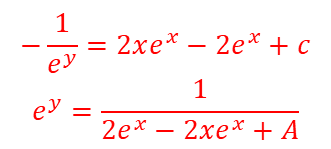 −1/e^y = 2xe^x − 2e^x + c
e^y = 1/(2e^x − 2xe^x + A)